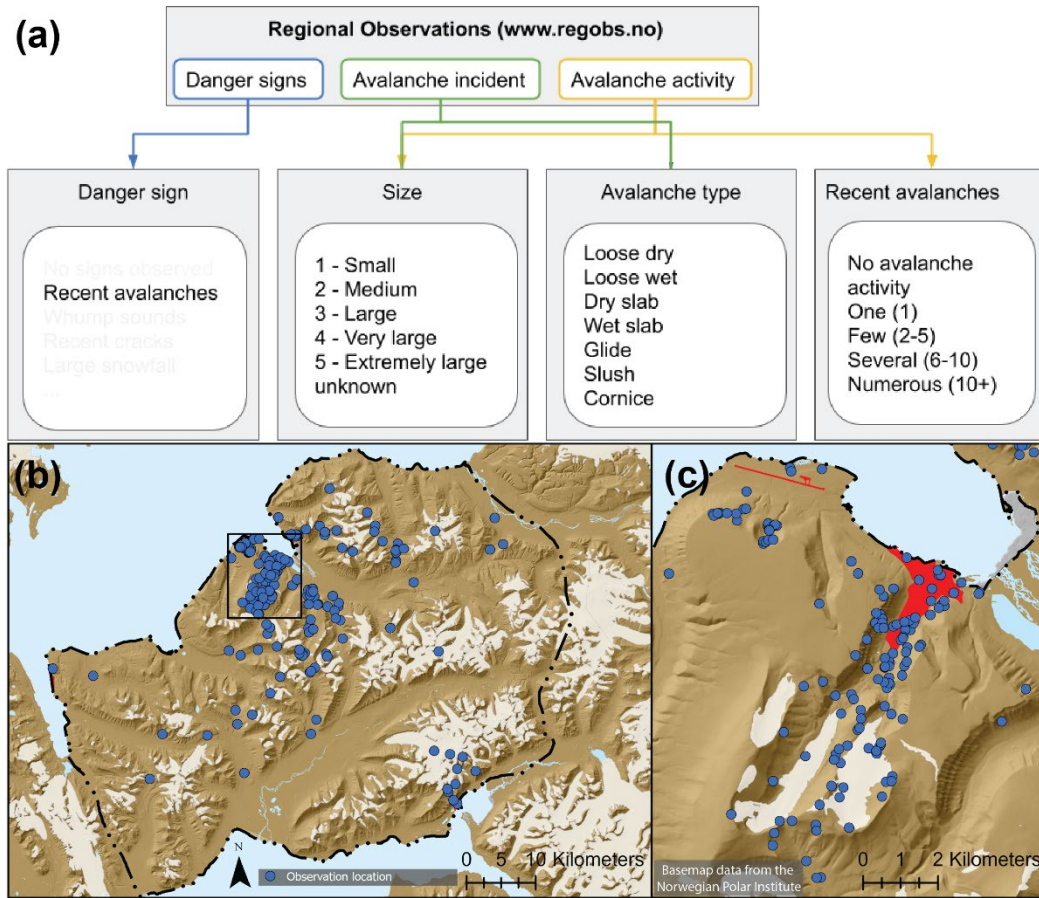 (a)
Regional Observations (www.regobs.no)
Danger signs
Avalanche incident
Avalanche activity
Danger sign
No signs observed
Recent avalanches
Whump sounds
Recent cracks
Large snowfall
...
Size
1 - Small
2 - Medium
3 - Large
4 - Very large
5 - Extremely large
unknown
Avalanche type
Loose dry
Loose wet
Dry slab
Wet slab
Glide
Slush
Cornice
Recent avalanches
No avalanche
activity
One (1)
Few (2-5)
Several (6-10)
Numerous (10+)
(b)
N
Observation location
0 5 10 Kilometers
(c)
0 1 2 Kilometers
Basemap data from the
Norwegian Polar Institute